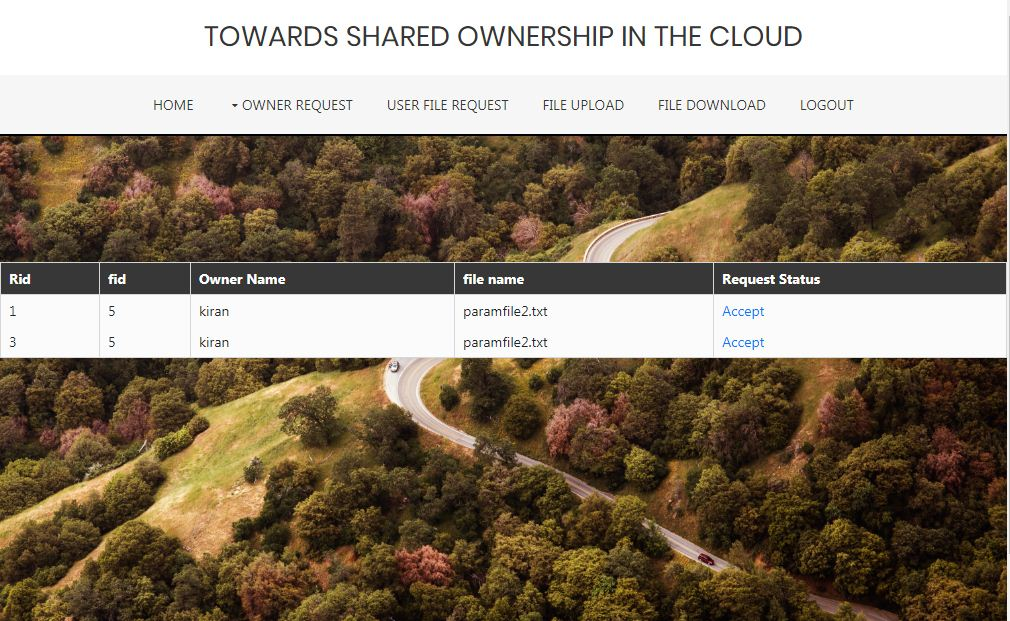 TOWARDS SHARED OWNERSHIP IN THE CLOUD
HOME OWNER REQUEST USER FILE REQUEST FILE UPLOAD FILE DOWNLOAD LOGOUT
Rid fid Owner Name file name Request Status
1 5 kiran paramfile2.txt Accept
3 5 kiran paramfile2.txt Accept